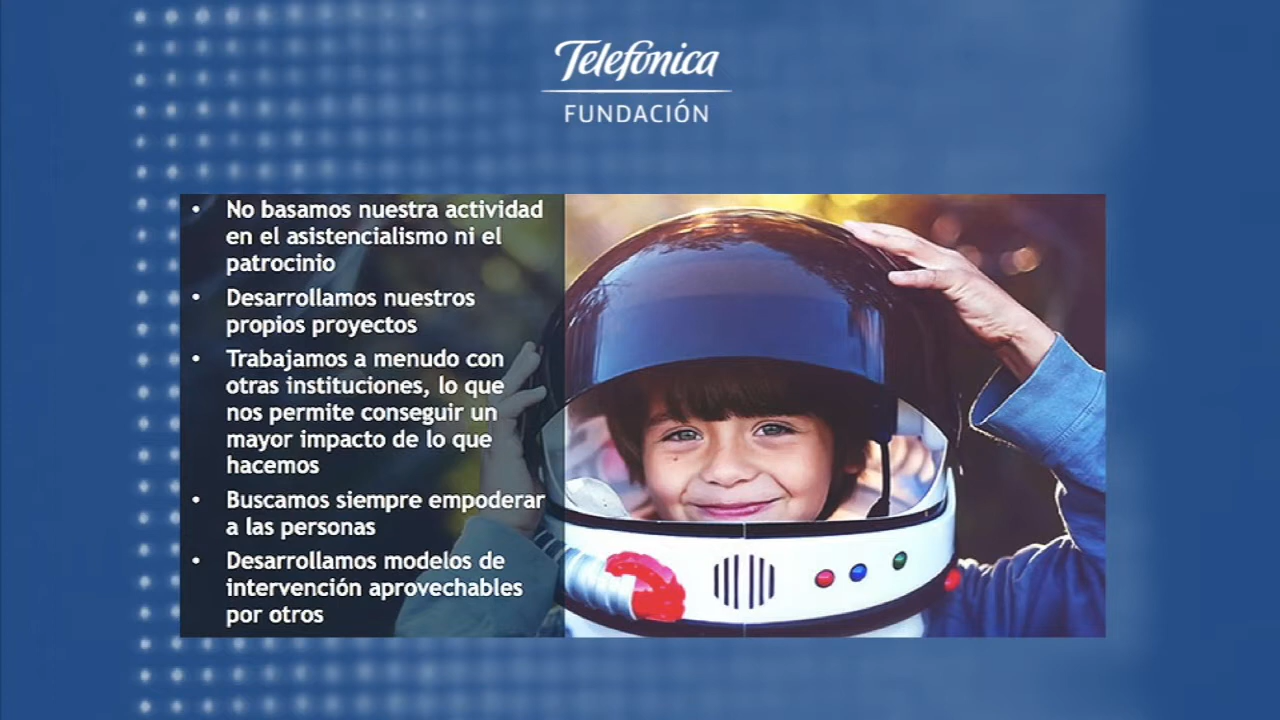 Telefónica
FUNDACIÓN
• No basamos nuestra actividad
en el asistencialismo ni el
patrocinio
• Desarrollamos nuestros
propios proyectos
• Trabajamos a menudo con
otras instituciones, lo que
nos permite conseguir un
mayor impacto de lo que
hacemos
• Buscamos siempre empoderar
a las personas
• Desarrollamos modelos de
intervención aprovechables
por otros